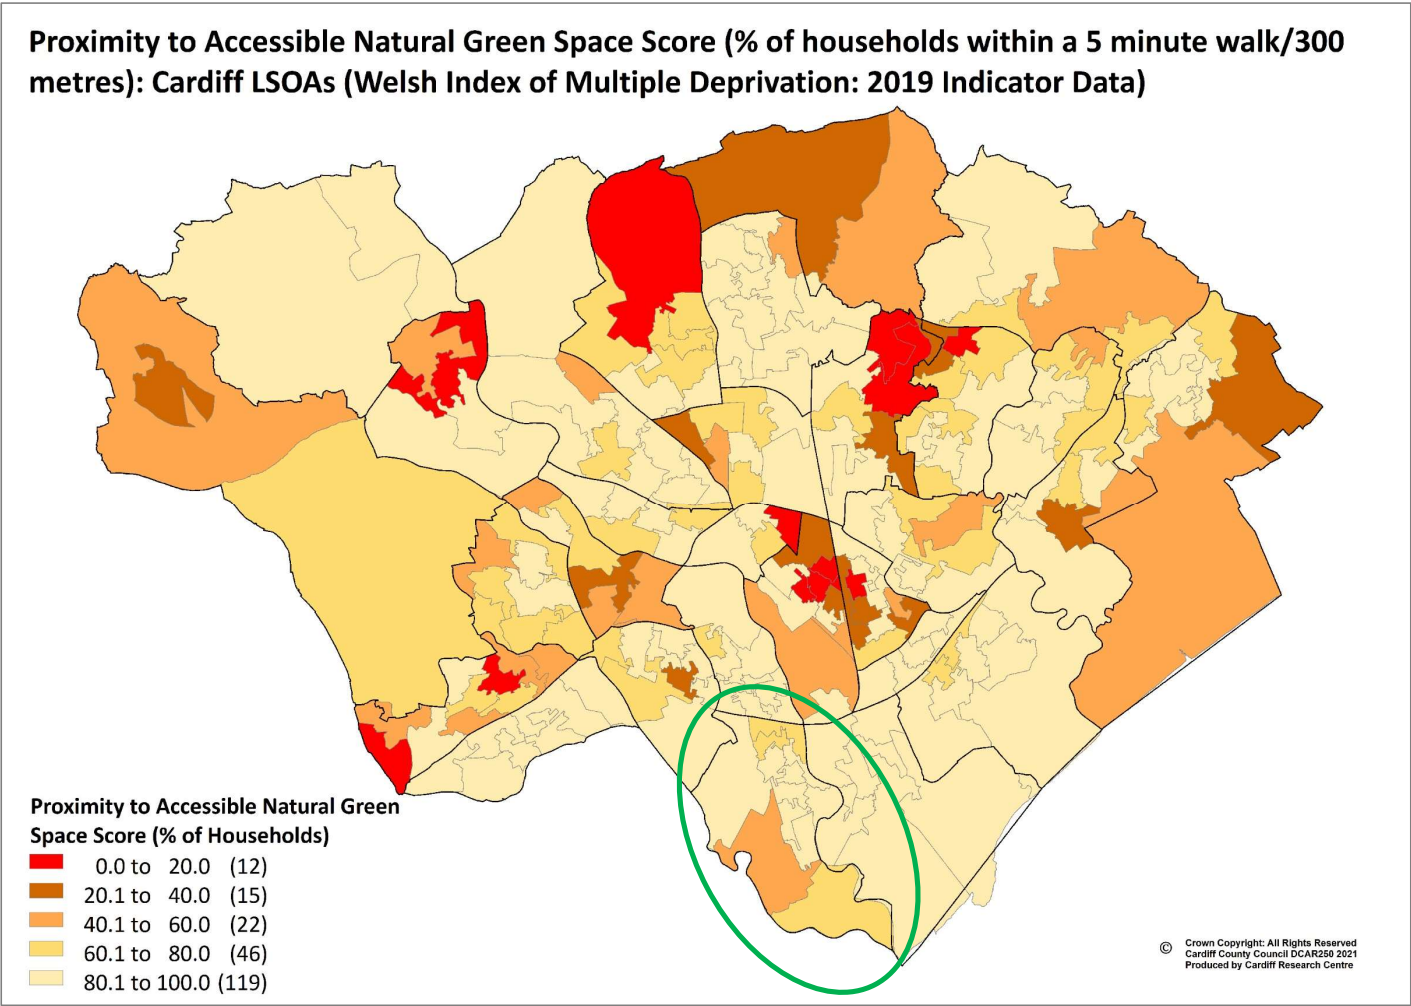 Proximity to Accessible Natural Green Space Score (% of households within a 5 minute walk/300
metres): Cardiff LSOAs (Welsh Index of Multiple Deprivation: 2019 Indicator Data)
Proximity to Accessible Natural Green
Space Score (% of Households)
0.0 to 20.0 (12)
20.1 to 40.0 (15)
40.1 to 60.0 (22)
60.1 to 80.0 (46)
80.1 to 100.0 (119)
© Crown Copyright: All Rights Reserved
Cardiff County Council DCAR250 2021
Produced by Cardiff Research Centre